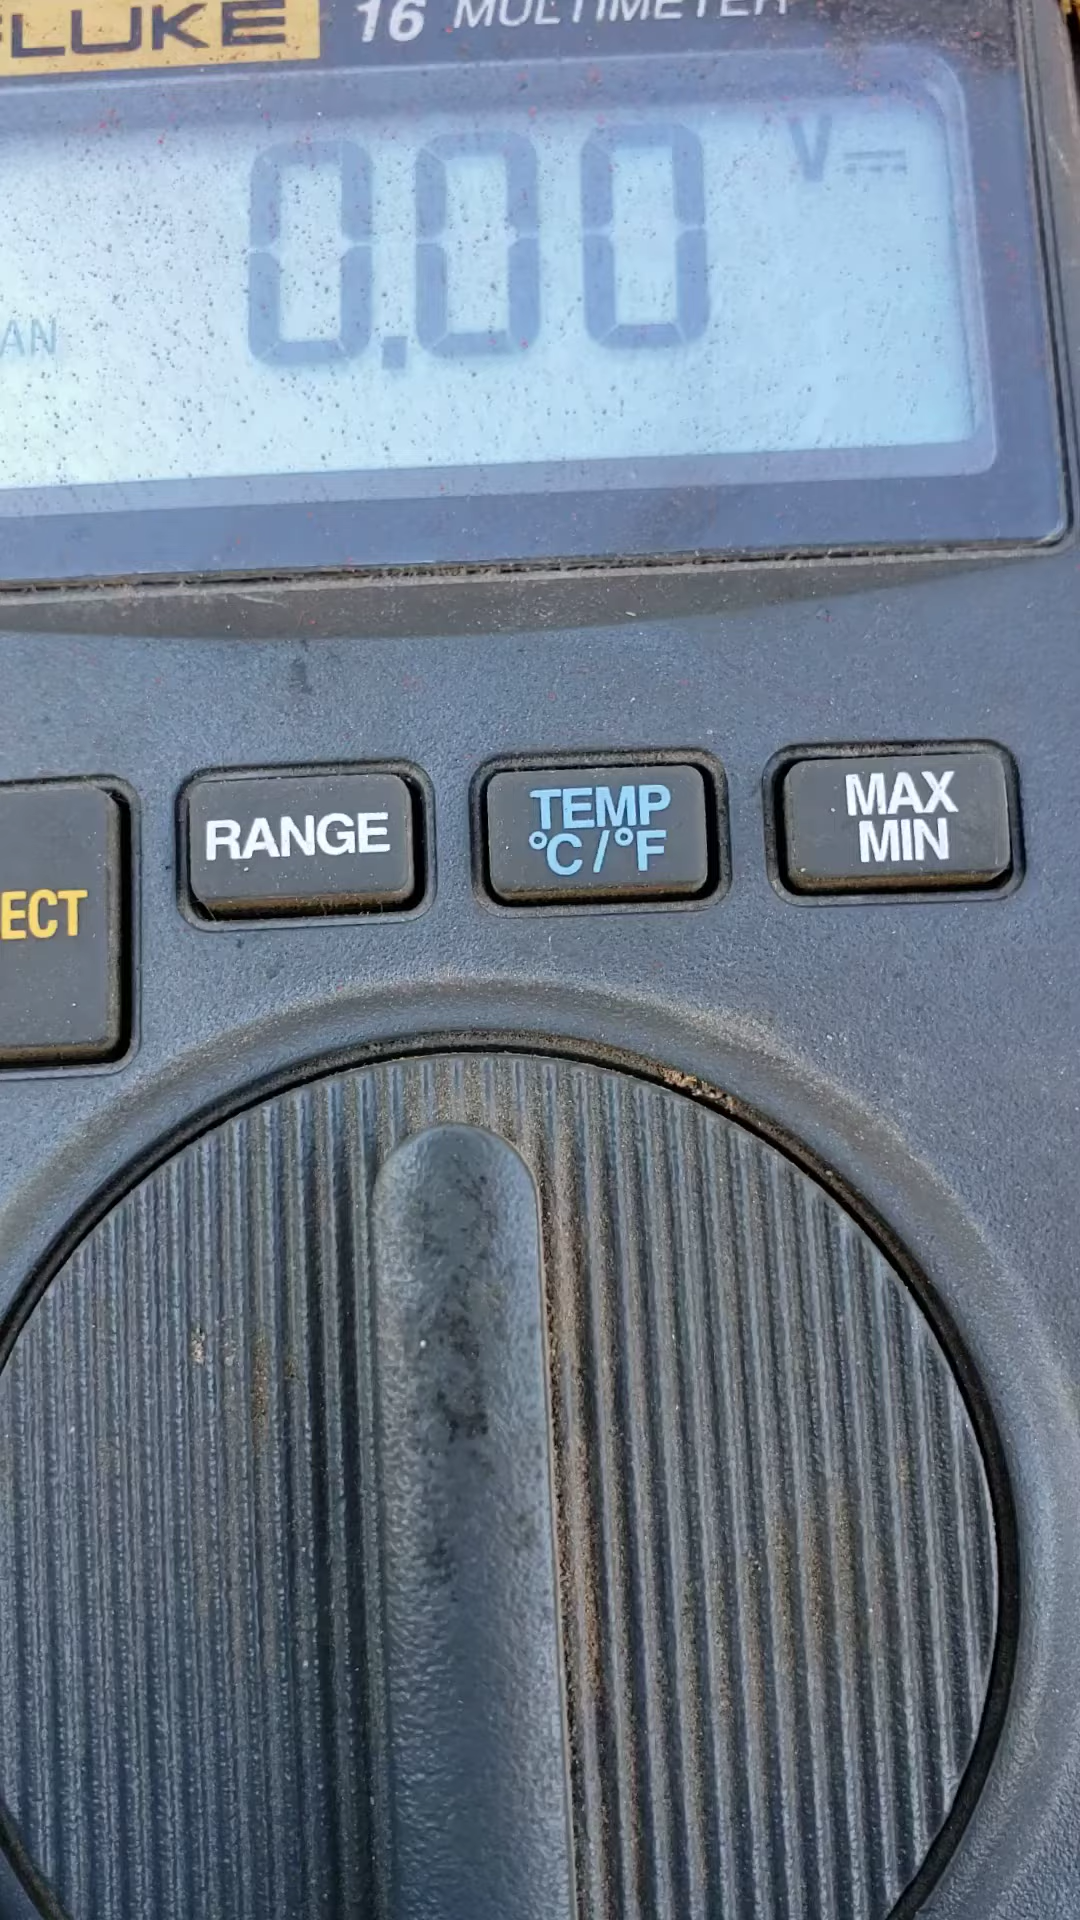 FLUKE 16 MULTIMETER
0.00 V
AN
RANGE
TEMP
°C/°F
MAX
MIN
ECT